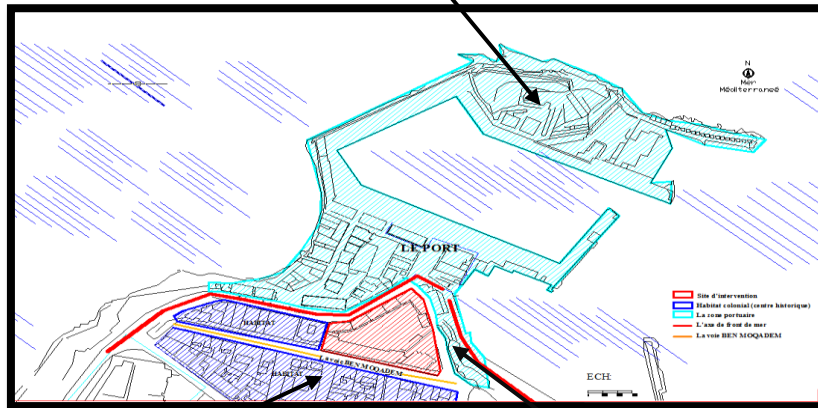 N
Mer
Méditerraneé
LE PORT
HABITAT
La voie BEN MOQADEM
HABITAT
Site d'intervention
Habitat colonial (centre historique)
La zone portuaire
L'axe de front de mer
La voie BEN MOQADEM
ECH: